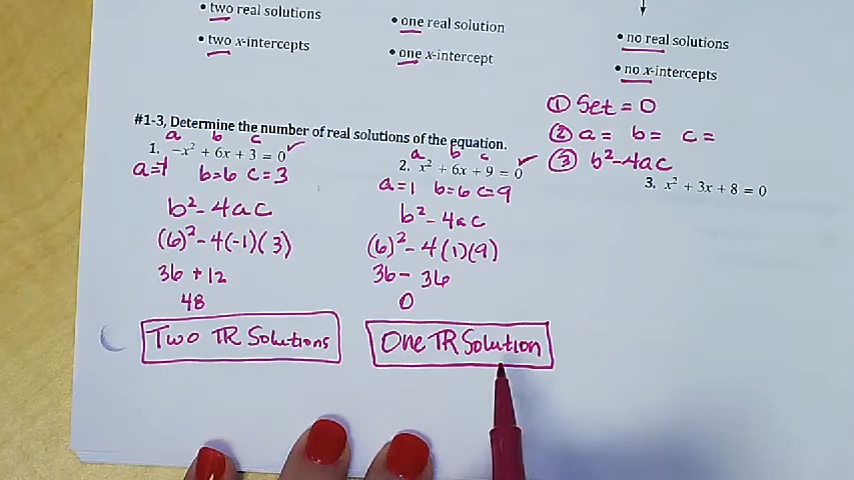 • two real solutions
• two x-intercepts
• one real solution
• one x-intercept
• no real solutions
• no x-intercepts
① Set = 0
② a = b = c =
③ b² - 4ac
#1-3, Determine the number of real solutions of the equation.
a b c
1. −x² + 6x + 3 = 0 ✓
a=-1 b=6 c=3
b² - 4ac
(6)² - 4(-1)(3)
36 + 12
48
Two ℝ Solutions
a b c
2. x² + 6x + 9 = 0 ✓
a=1 b=6 c=9
b² - 4ac
(6)² - 4(1)(9)
36 - 36
0
One ℝ Solution
3. x² + 3x + 8 = 0